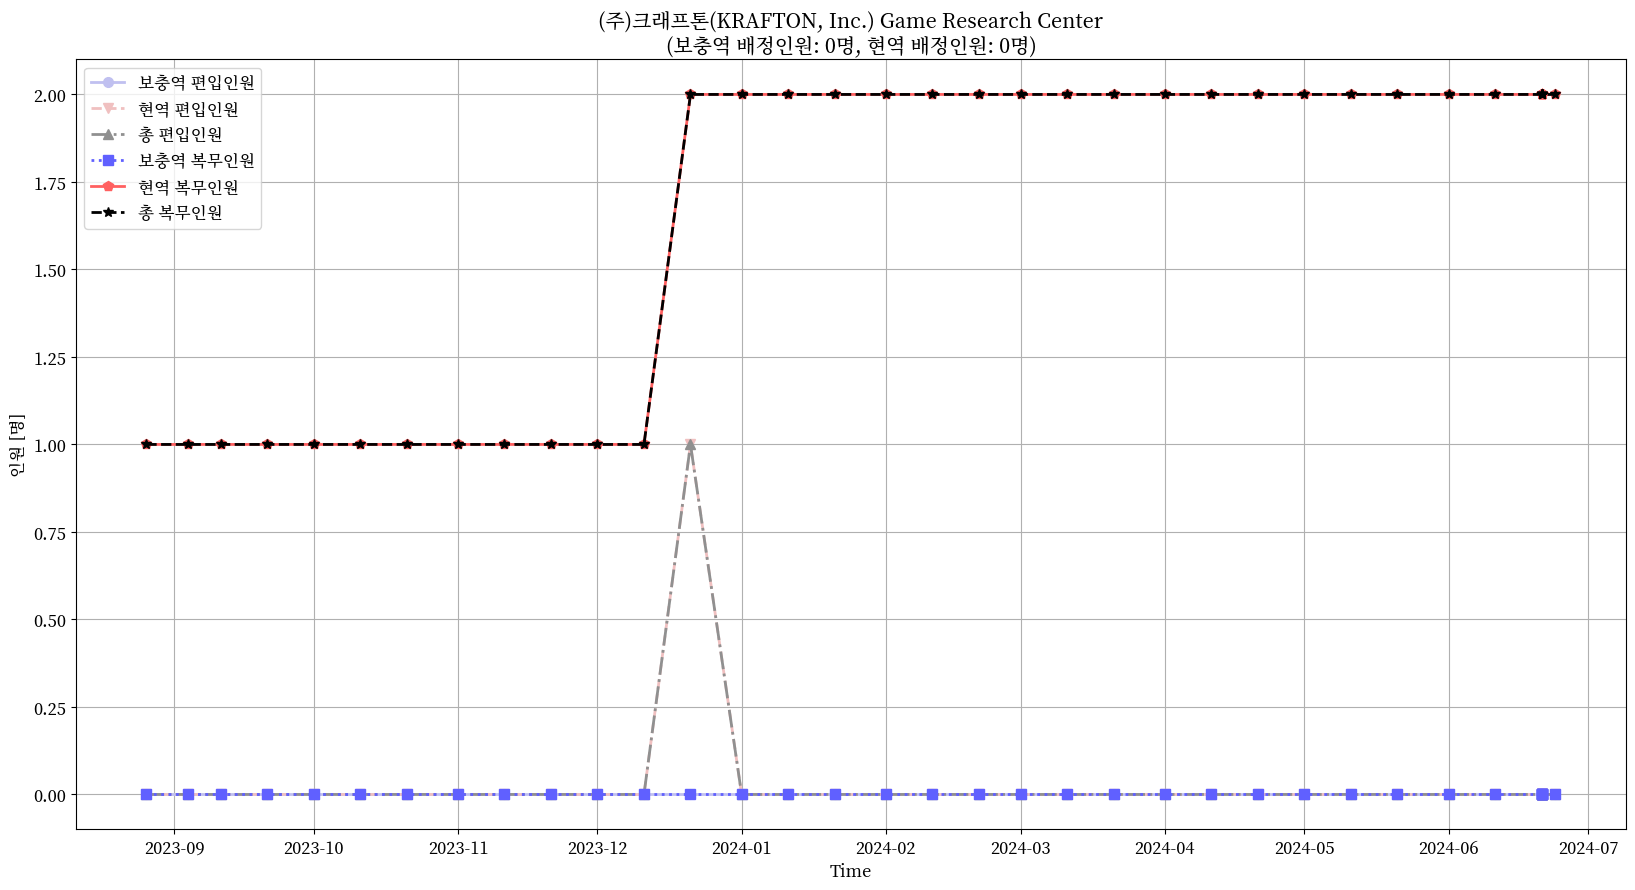 (주)크래프톤(KRAFTON, Inc.) Game Research Center
(보충역 배정인원: 0명, 현역 배정인원: 0명)
보충역 편입인원
현역 편입인원
총 편입인원
보충역 복무인원
현역 복무인원
총 복무인원
인원 [명]
2.00
1.75
1.50
1.25
1.00
0.75
0.50
0.25
0.00
2023-09 2023-10 2023-11 2023-12 2024-01 2024-02 2024-03 2024-04 2024-05 2024-06 2024-07
Time